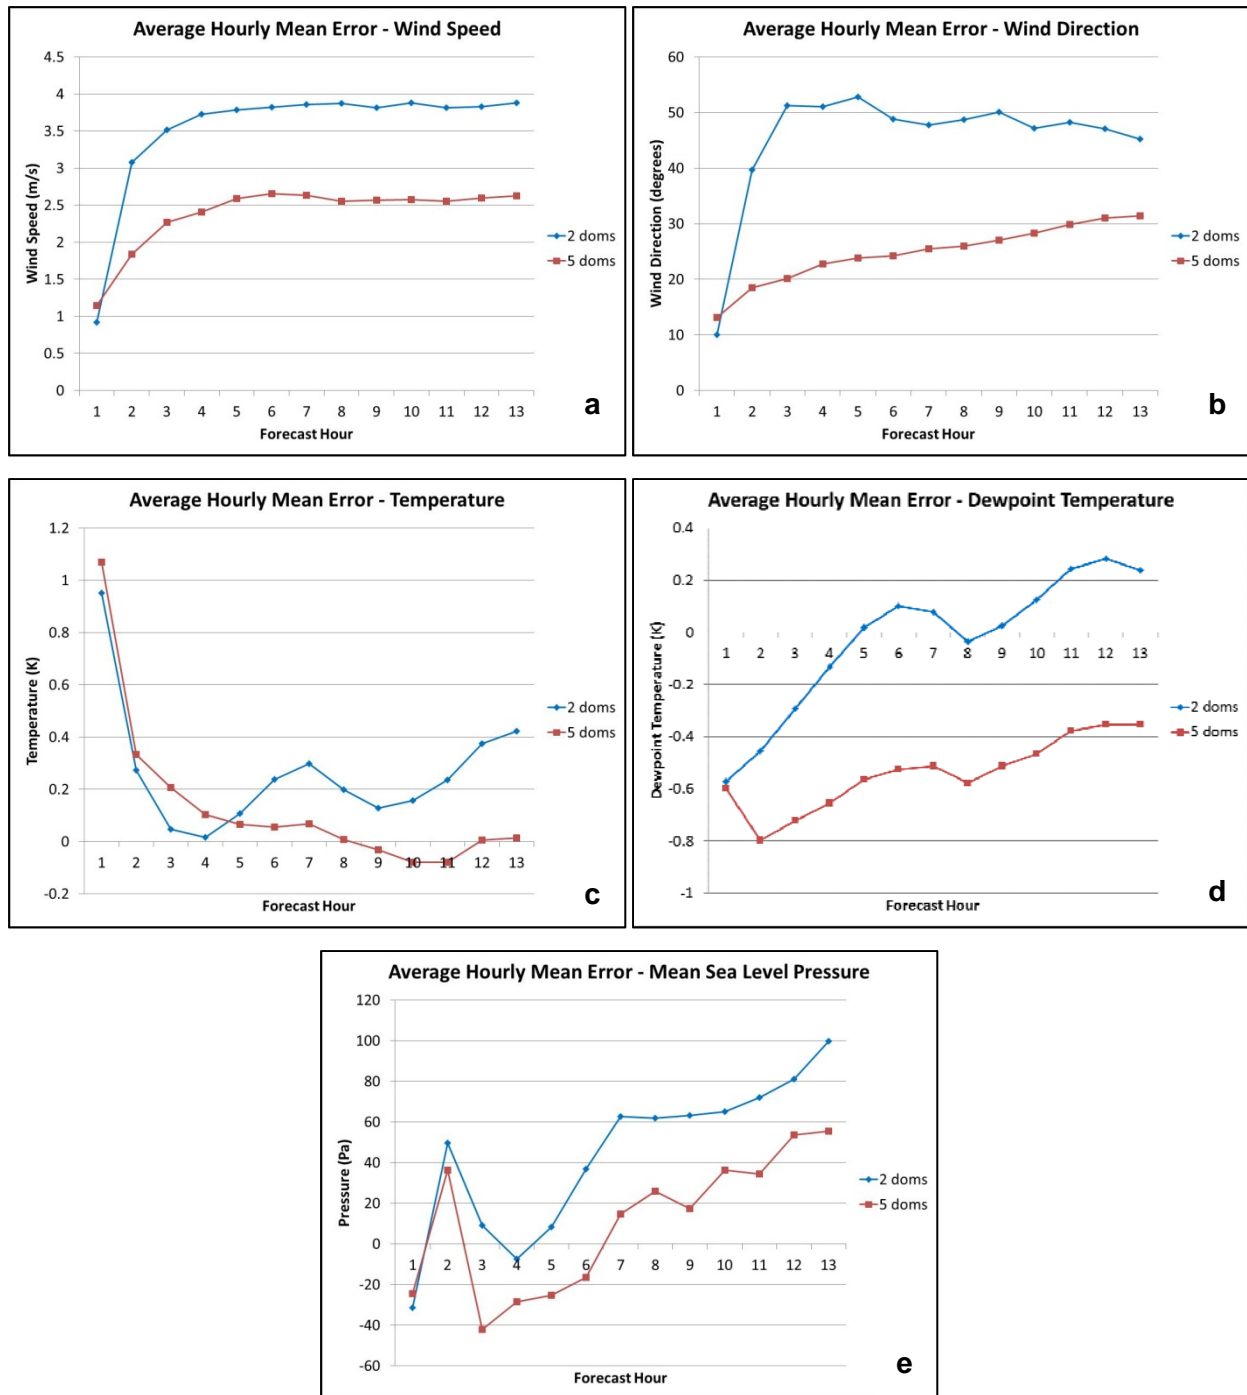 Average Hourly Mean Error - Wind Speed
Wind Speed (m/s)
4.5
4
3.5
3
2.5
2
1.5
1
0.5
0
1 2 3 4 5 6 7 8 9 10 11 12 13
Forecast Hour
2 doms
5 doms
a
Average Hourly Mean Error - Wind Direction
Wind Direction (degrees)
60
50
40
30
20
10
0
1 2 3 4 5 6 7 8 9 10 11 12 13
Forecast Hour
2 doms
5 doms
b
Average Hourly Mean Error - Temperature
Temperature (K)
1.2
1
0.8
0.6
0.4
0.2
0
-0.2
1 2 3 4 5 6 7 8 9 10 11 12 13
Forecast Hour
2 doms
5 doms
c
Average Hourly Mean Error - Dewpoint Temperature
Dewpoint Temperature (K)
0.4
0.2
0
-0.2
-0.4
-0.6
-0.8
-1
1 2 3 4 5 6 7 8 9 10 11 12 13
Forecast Hour
2 doms
5 doms
d
Average Hourly Mean Error - Mean Sea Level Pressure
Pressure (Pa)
120
100
80
60
40
20
0
-20
-40
-60
1 2 3 4 5 6 7 8 9 10 11 12 13
Forecast Hour
2 doms
5 doms
e